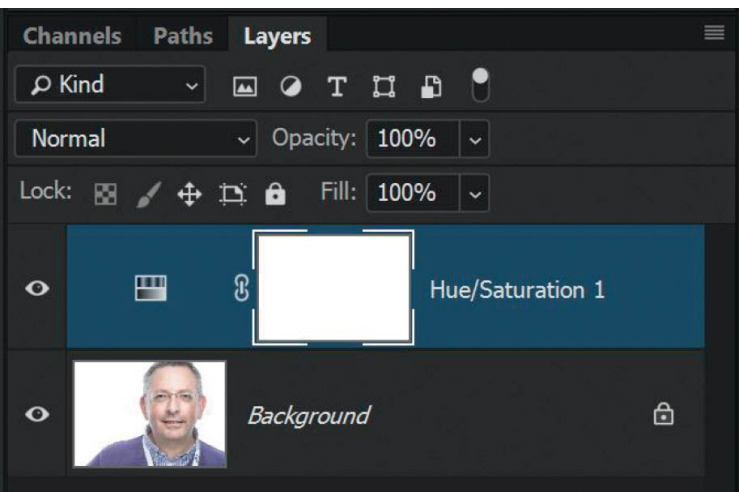 Channels Paths Layers
Kind
Normal Opacity: 100%
Lock: Fill: 100%
Hue/Saturation 1
Background